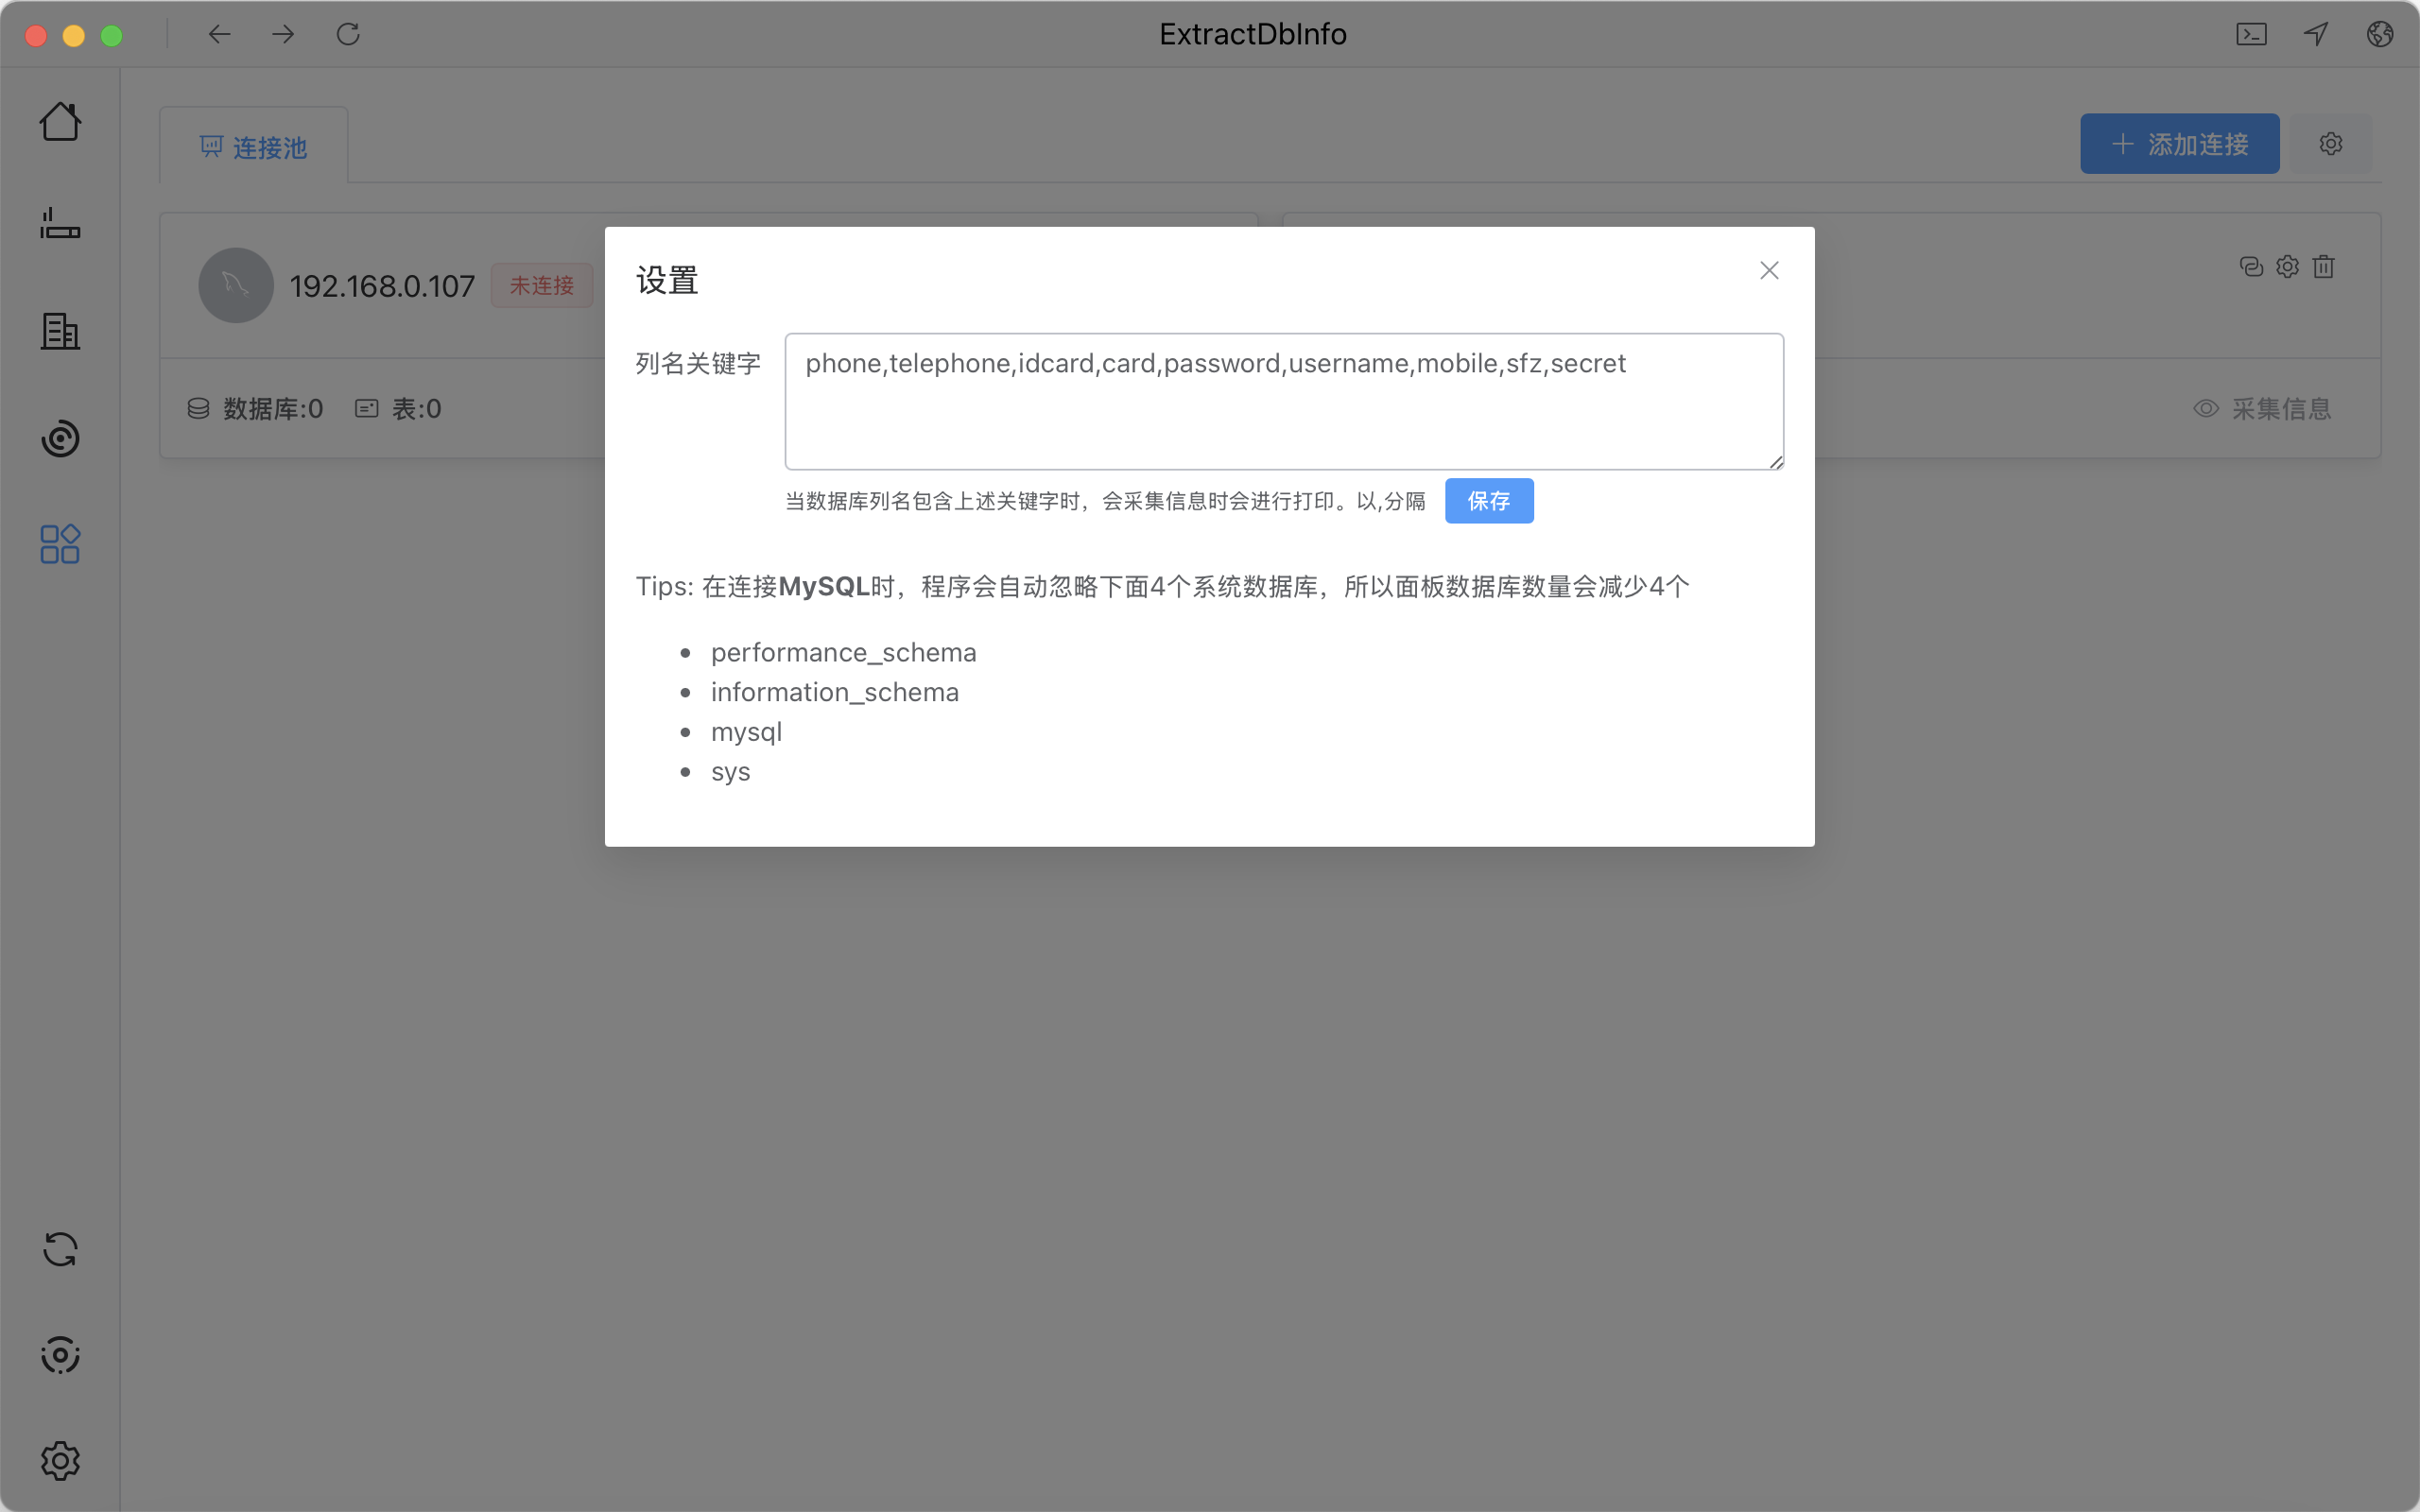 ExtractDbInfo
连接池
添加连接
192.168.0.107 未连接
数据库:0 表:0
采集信息
设置
列名关键字
phone,telephone,idcard,card,password,username,mobile,sfz,secret
当数据库列名包含上述关键字时，会采集信息时会进行打印。以,分隔 保存
Tips: 在连接MySQL时，程序会自动忽略下面4个系统数据库，所以面板数据库数量会减少4个
performance_schema
information_schema
mysql
sys